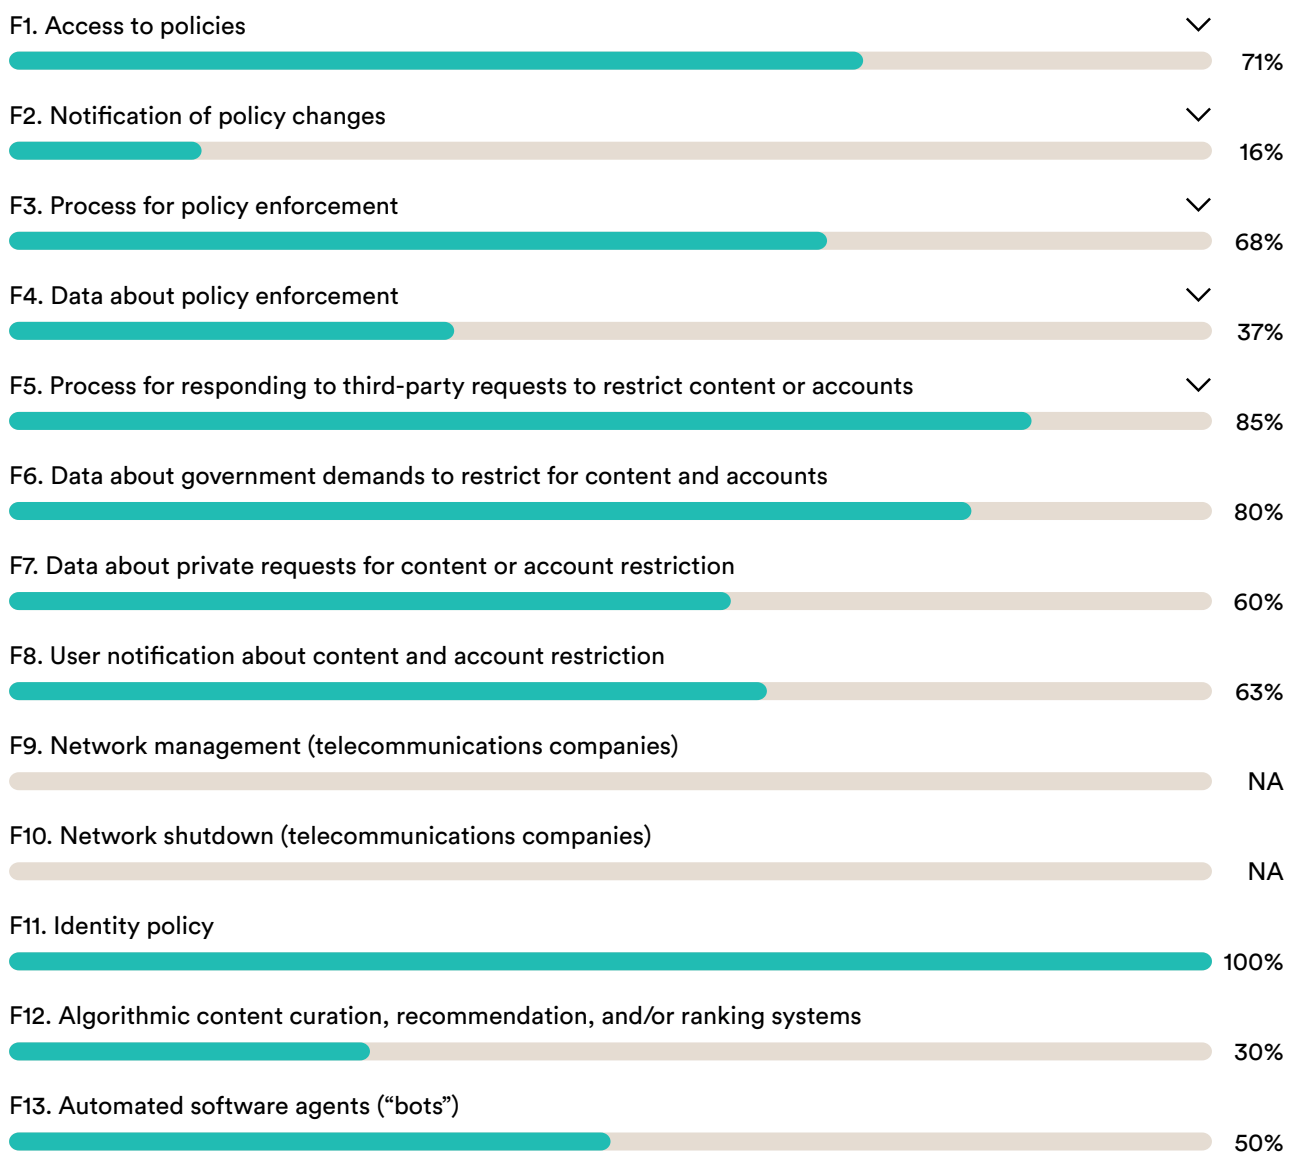 F1. Access to policies
71%
F2. Notification of policy changes
16%
F3. Process for policy enforcement
68%
F4. Data about policy enforcement
37%
F5. Process for responding to third-party requests to restrict content or accounts
85%
F6. Data about government demands to restrict for content and accounts
80%
F7. Data about private requests for content or account restriction
60%
F8. User notification about content and account restriction
63%
F9. Network management (telecommunications companies)
NA
F10. Network shutdown (telecommunications companies)
NA
F11. Identity policy
100%
F12. Algorithmic content curation, recommendation, and/or ranking systems
30%
F13. Automated software agents (“bots”)
50%